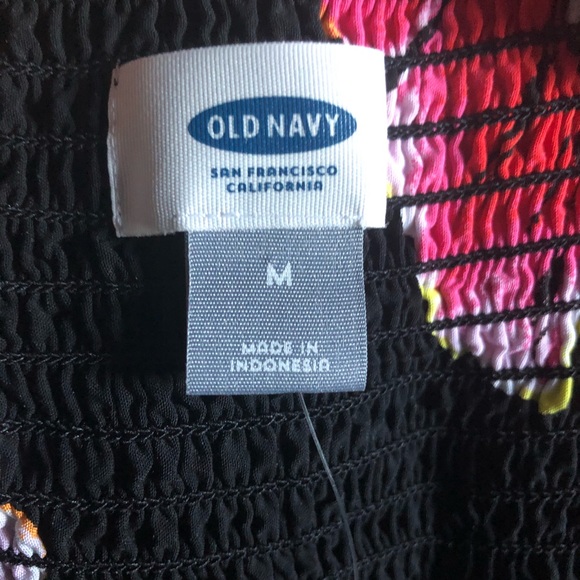 OLD NAVY
SAN FRANCISCO
CALIFORNIA
M
MADE IN
INDONESIA